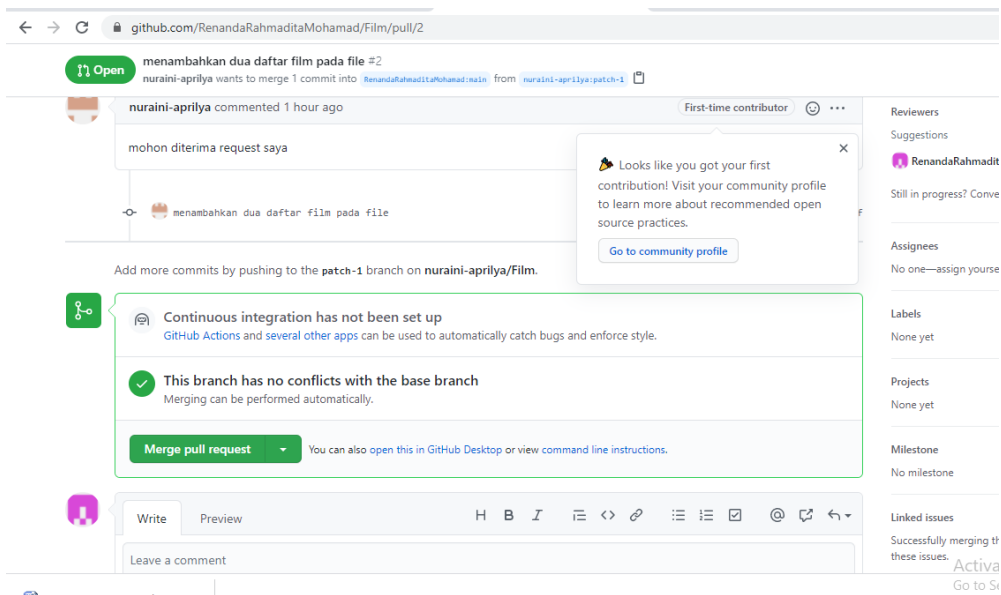 github.com/RenandaRahmaditaMohamad/Film/pull/2
Open
menambahkan dua daftar film pada file #2
nuraini-aprilya wants to merge 1 commit into RenandaRahmaditaMohamad:main from nuraini-aprilya:patch-1
nuraini-aprilya commented 1 hour ago
First-time contributor
mohon diterima request saya
Looks like you got your first
contribution! Visit your community profile
to learn more about recommended open
source practices.
Go to community profile
menambahkan dua daftar film pada file
Add more commits by pushing to the patch-1 branch on nuraini-aprilya/Film.
Continuous integration has not been set up
GitHub Actions and several other apps can be used to automatically catch bugs and enforce style.
This branch has no conflicts with the base branch
Merging can be performed automatically.
Merge pull request
You can also open this in GitHub Desktop or view command line instructions.
Write
Preview
H B I
Leave a comment
Reviewers
Suggestions
RenandaRahmadit
Still in progress? Conve
Assignees
No one—assign yourse
Labels
None yet
Projects
None yet
Milestone
No milestone
Linked issues
Successfully merging th
these issues.
Activa
Go to Se